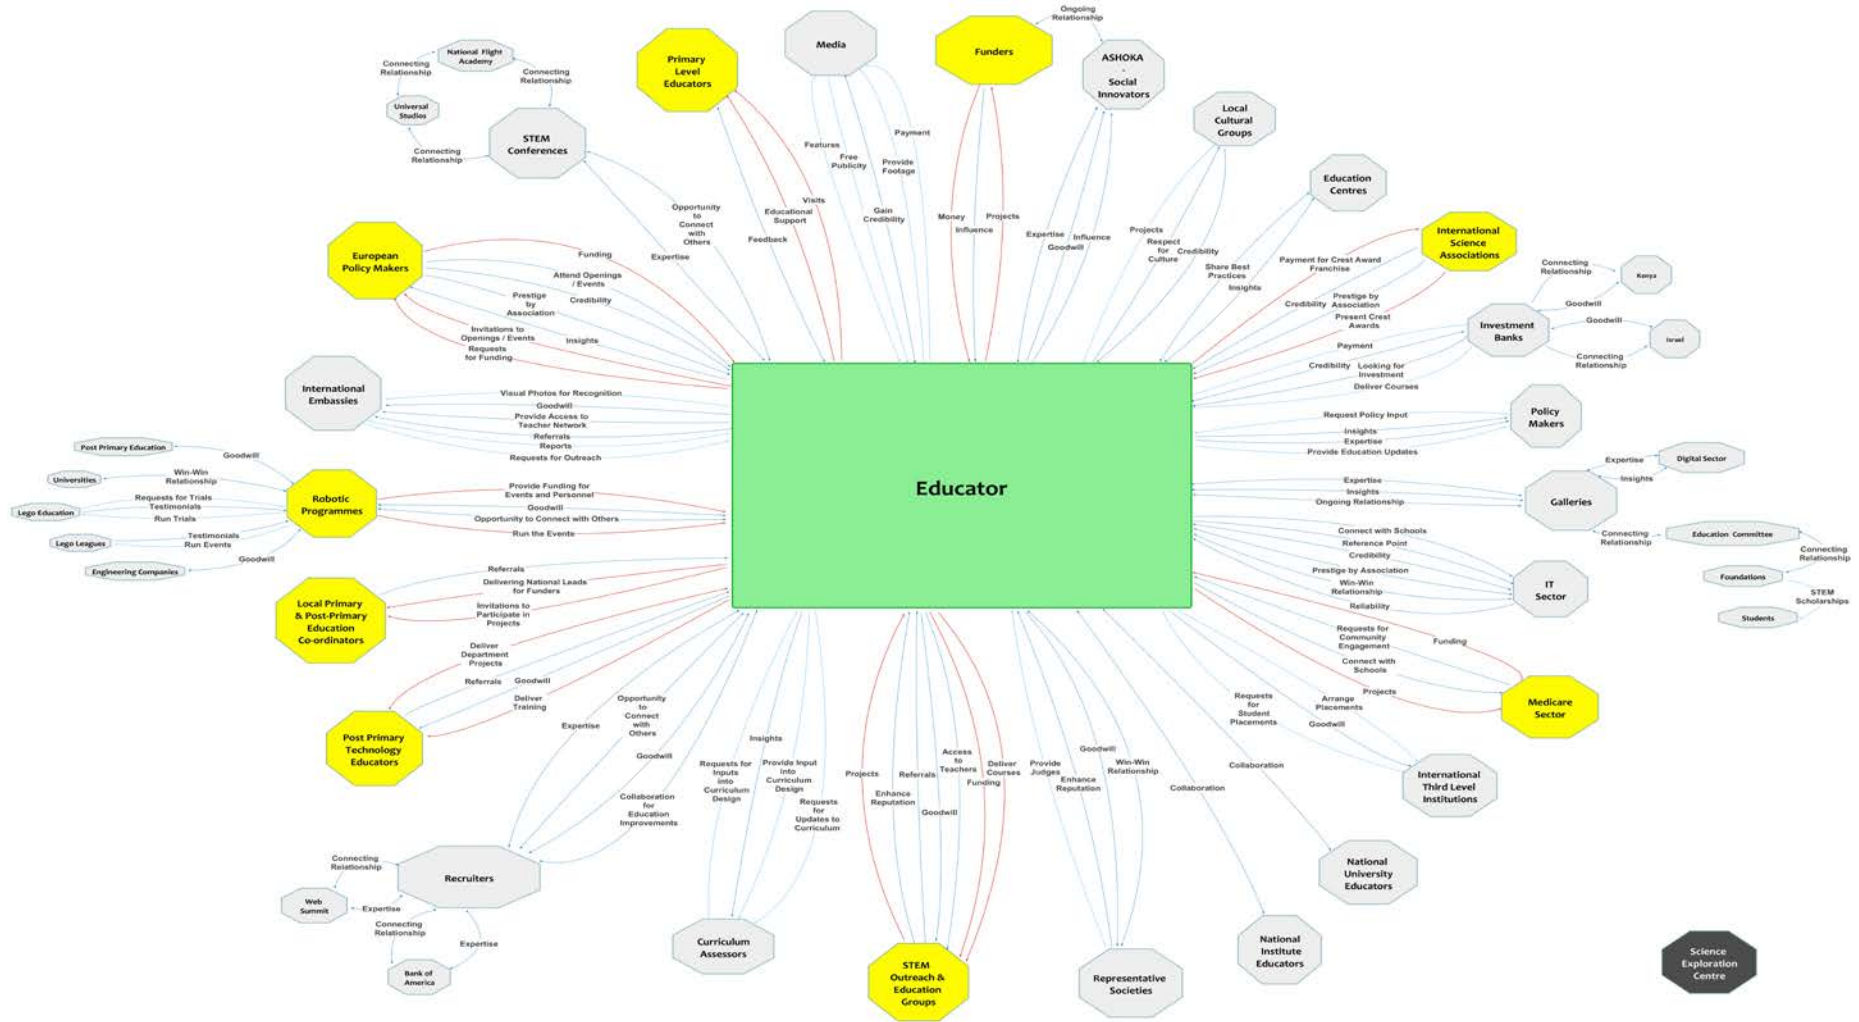 Ongoing
Relationship
National Flight
Academy
Connecting
Relationship
Connecting
Relationship
Universal
Studios
Connecting
Relationship
STEM
Conferences
Primary
Level
Educators
Media
Funders
ASHOKA
-
Social
Innovators
Local
Cultural
Groups
Education
Centres
Features
Free
Publicity
Payment
Provide
Footage
Gain
Credibility
Visits
Educational
Support
Feedback
Opportunity
to
Connect
with
Others
Expertise
Money
Influence
Projects
Expertise
Goodwill
Influence
Projects
Respect
for
Culture
Credibility
Share Best
Practices
Insights
European
Policy Makers
Funding
Attend Openings
/ Events
Credibility
Prestige
by
Association
Invitations to
Openings / Events
Insights
Requests
for Funding
International
Science
Associations
Payment for Crest Award
Franchise
Credibility
Prestige by
Association
Present Crest
Awards
Connecting
Relationship
Kenya
Goodwill
Investment
Banks
Goodwill
Israel
Connecting
Relationship
Payment
Credibility
Looking for
Investment
Deliver Courses
International
Embassies
Visual Photos for Recognition
Goodwill
Provide Access to
Teacher Network
Referrals
Reports
Requests for Outreach
Policy
Makers
Request Policy Input
Insights
Expertise
Provide Education Updates
Post Primary Education
Goodwill
Universities
Win-Win
Relationship
Lego Education
Requests for Trials
Testimonials
Run Trials
Lego Leagues
Testimonials
Run Events
Engineering Companies
Goodwill
Robotic
Programmes
Provide Funding for
Events and Personnel
Goodwill
Opportunity to Connect with Others
Run the Events
Educator
Expertise
Insights
Ongoing Relationship
Galleries
Expertise
Insights
Digital Sector
Connecting
Relationship
Education Committee
Connecting
Relationship
Foundations
STEM
Scholarships
Students
Connect with Schools
Reference Point
Credibility
Prestige by Association
Win-Win
Relationship
Reliability
IT
Sector
Local Primary
& Post-Primary
Education
Co-ordinators
Referrals
Delivering National Leads
for Funders
Invitations to
Participate in
Projects
Requests for
Community
Engagement
Connect with
Schools
Funding
Projects
Medicare
Sector
Deliver
Department
Projects
Referrals
Goodwill
Deliver
Training
Post Primary
Technology
Educators
Expertise
Opportunity
to
Connect
with
Others
Goodwill
Collaboration
for
Education
Improvements
Requests for
Inputs
into
Curriculum
Design
Insights
Provide Input
into
Curriculum
Design
Requests
for
Updates to
Curriculum
Projects
Enhance
Reputation
Referrals
Goodwill
Access
to
Teachers
Funding
Deliver
Courses
Provide
Judges
Enhance
Reputation
Goodwill
Win-Win
Relationship
Collaboration
Collaboration
Requests
for
Student
Placements
Arrange
Placements
Goodwill
International
Third Level
Institutions
Connecting
Relationship
Recruiters
Web
Summit
Expertise
Connecting
Relationship
Expertise
Bank of
America
Curriculum
Assessors
STEM
Outreach &
Education
Groups
Representative
Societies
National
Institute
Educators
National
University
Educators
Science
Exploration
Centre